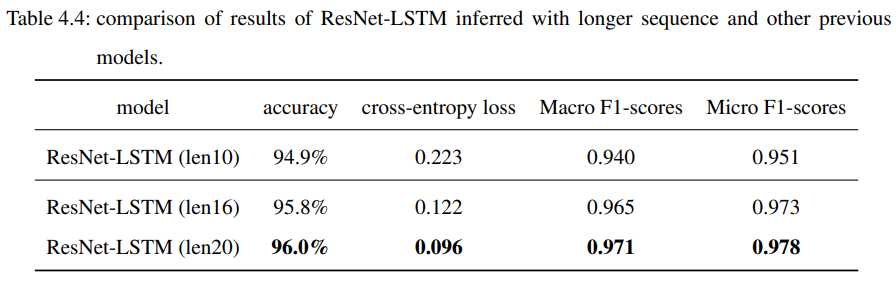 Table 4.4: comparison of results of ResNet-LSTM inferred with longer sequence and other previous
models.
model accuracy cross-entropy loss Macro F1-scores Micro F1-scores
ResNet-LSTM (len10) 94.9% 0.223 0.940 0.951
ResNet-LSTM (len16) 95.8% 0.122 0.965 0.973
ResNet-LSTM (len20) 96.0% 0.096 0.971 0.978